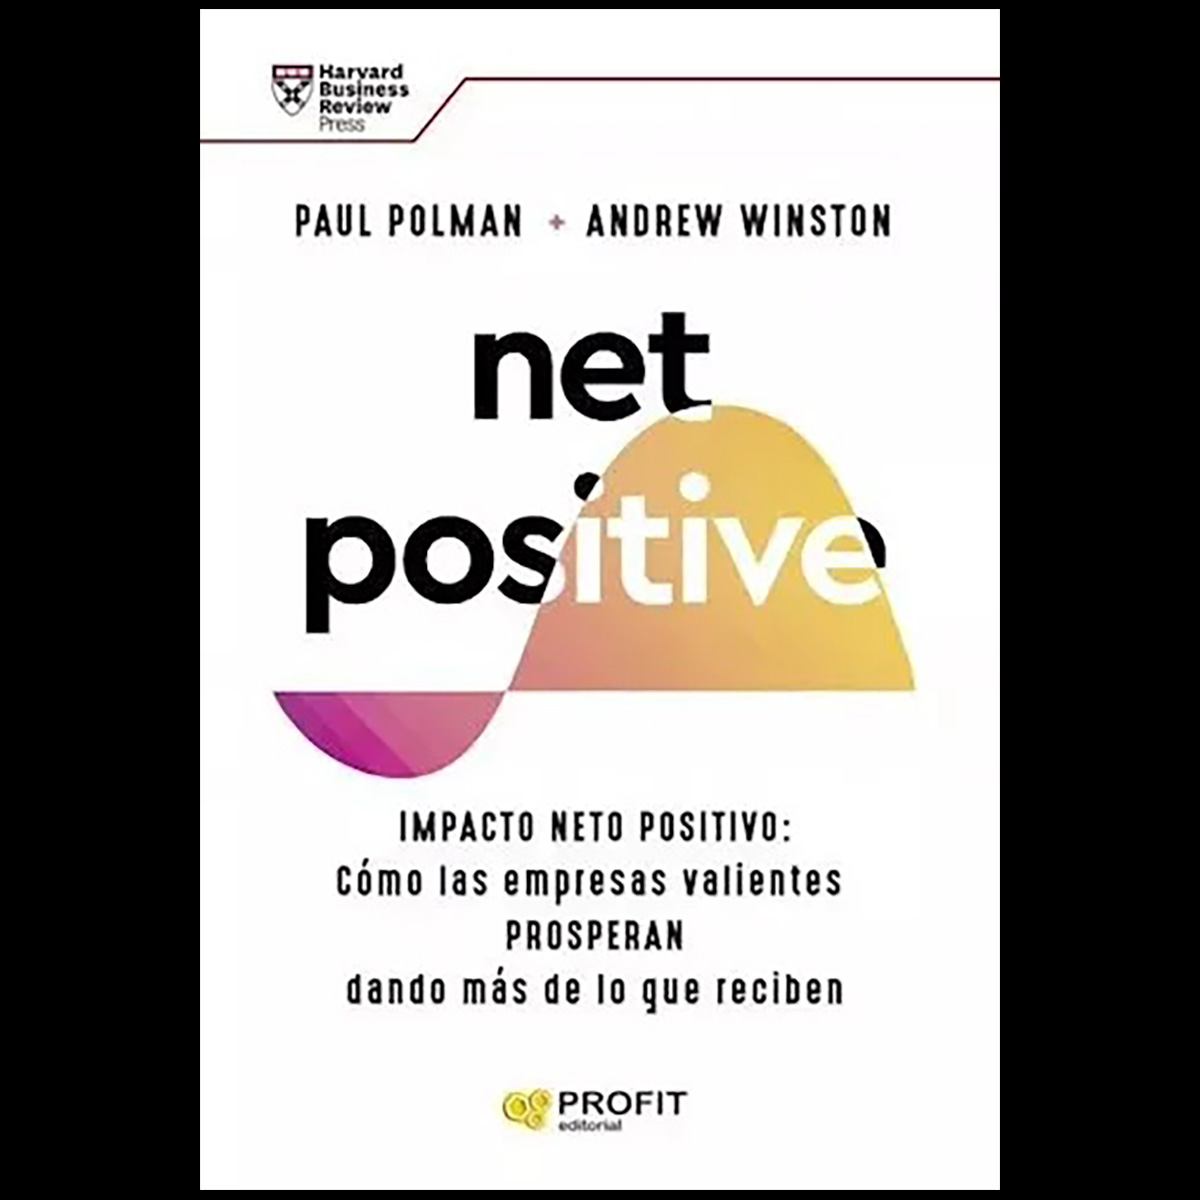 Harvard
Business
Review
Press
PAUL POLMAN + ANDREW WINSTON
net
positive
IMPACTO NETO POSITIVO:
Cómo las empresas valientes
PROSPERAN
dando más de lo que reciben
PROFIT
editorial